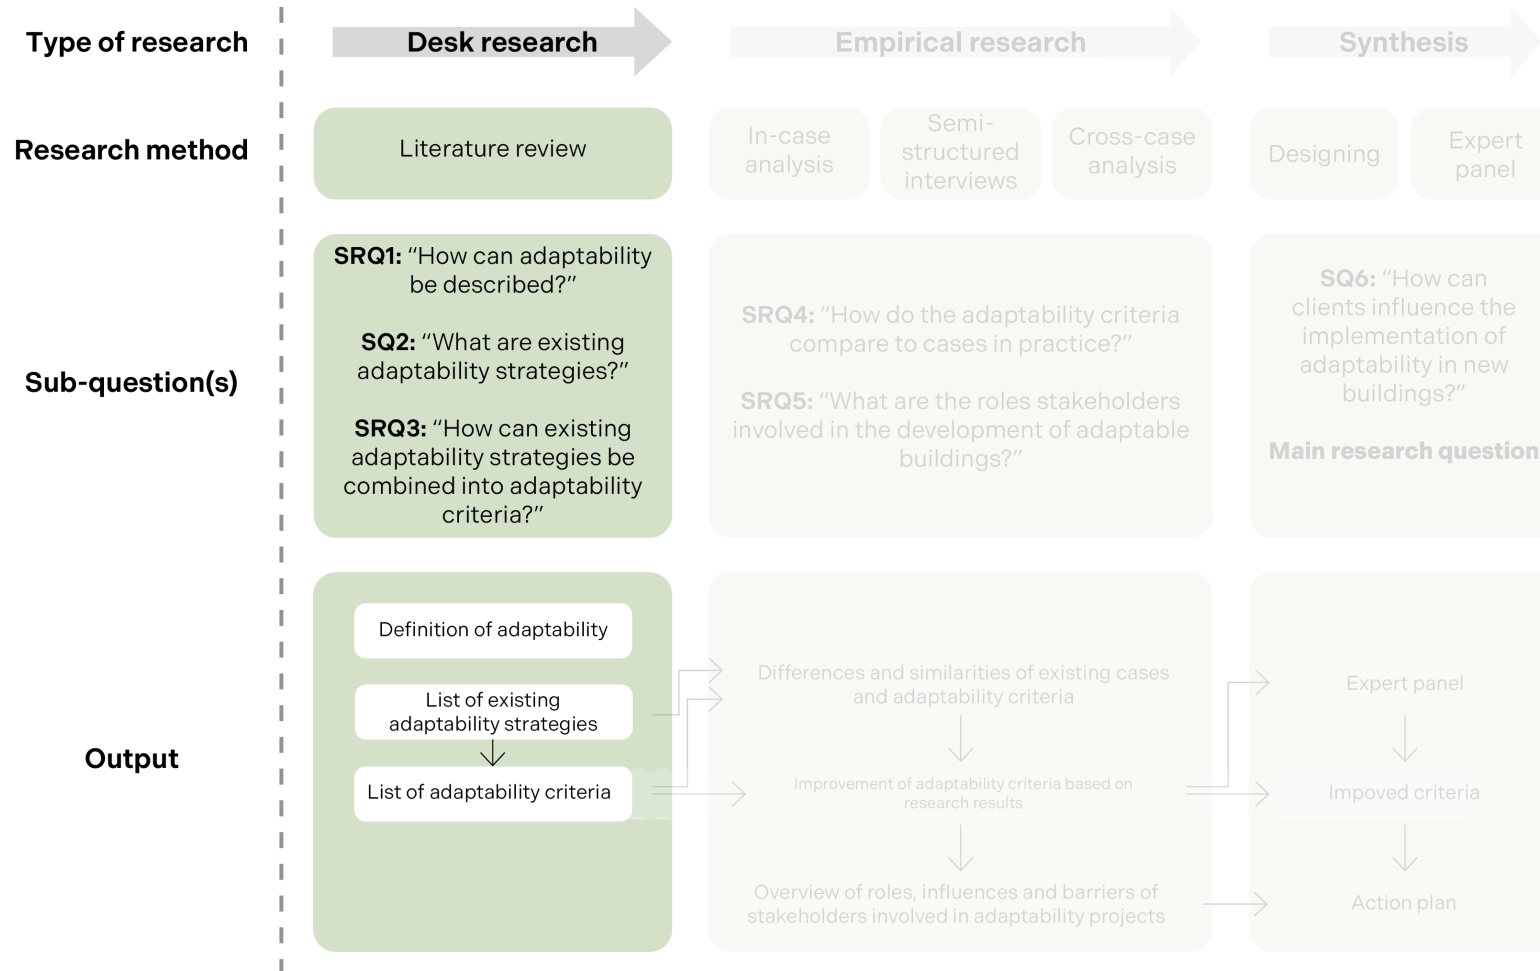 Type of research
Desk research
Empirical research
Synthesis
Research method
Literature review
In-case
analysis
Semi-
structured
interviews
Cross-case
analysis
Designing
Expert
panel
Sub-question(s)
SRQ1: “How can adaptability
be described?”
SQ2: “What are existing
adaptability strategies?”
SRQ3: “How can existing
adaptability strategies be
combined into adaptability
criteria?”
SRQ4: “How do the adaptability criteria
compare to cases in practice?”
SRQ5: “What are the roles stakeholders
involved in the development of adaptable
buildings?”
SQ6: “How can
clients influence the
implementation of
adaptability in new
buildings?”
Main research question
Output
Definition of adaptability
List of existing
adaptability strategies
List of adaptability criteria
Differences and similarities of existing cases
and adaptability criteria
Improvement of adaptability criteria based on
research results
Overview of roles, influences and barriers of
stakeholders involved in adaptability projects
Expert panel
Impoved criteria
Action plan